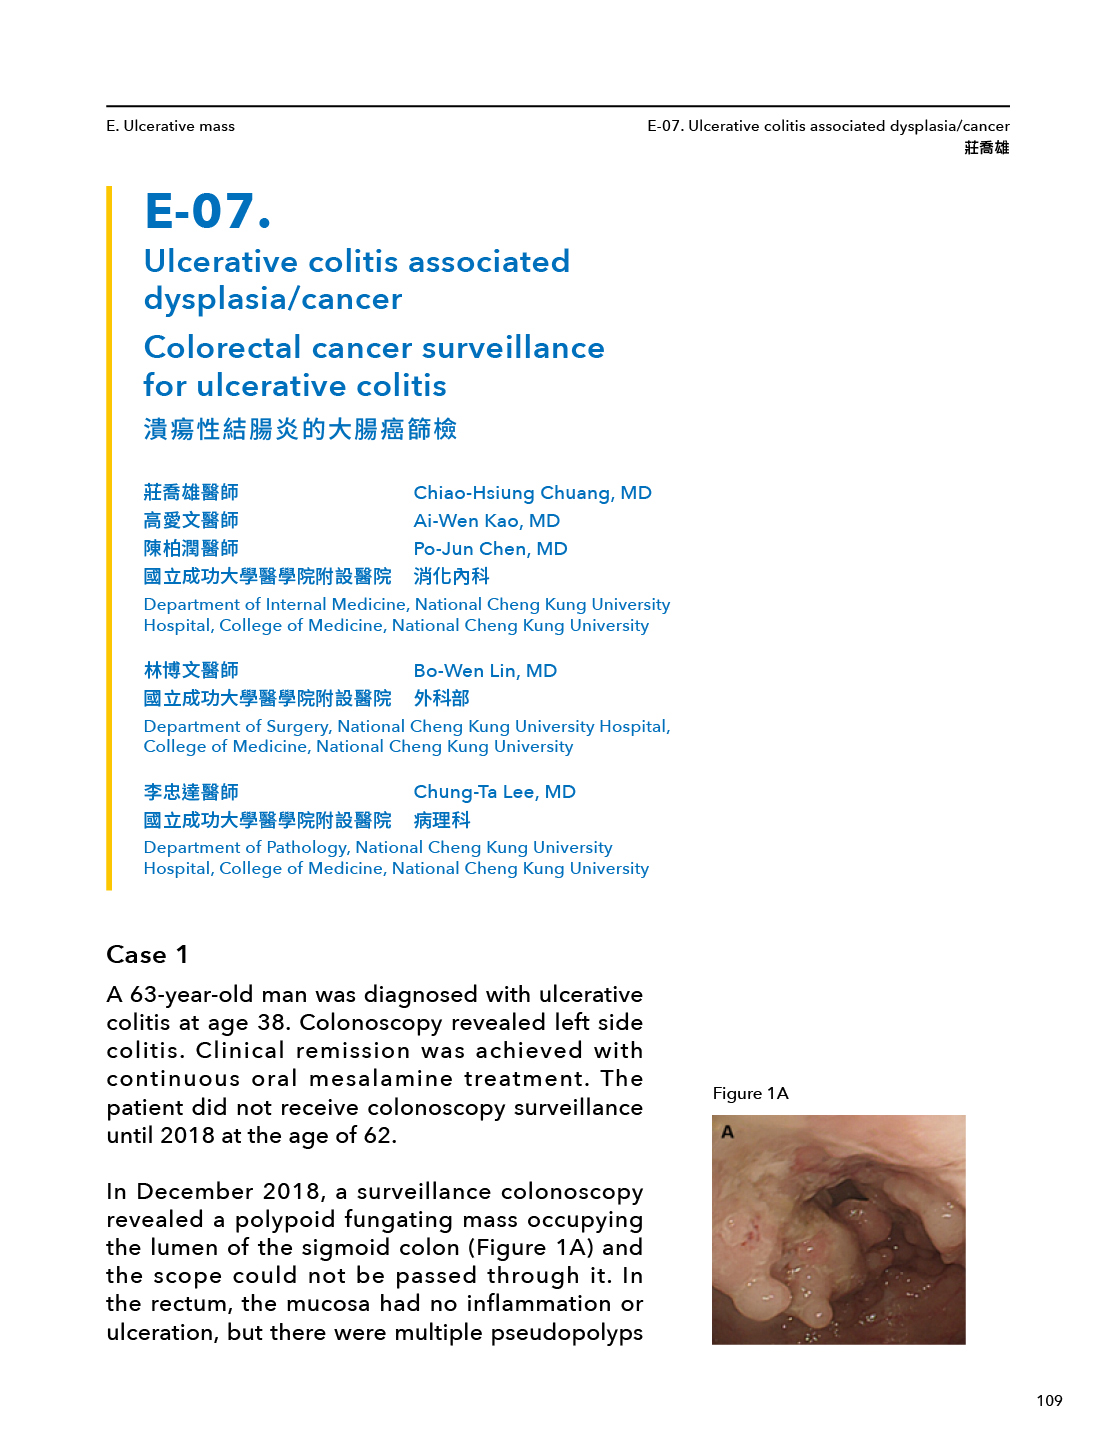 E. Ulcerative mass
E-07. Ulcerative colitis associated dysplasia/cancer
莊喬雄
E-07.
Ulcerative colitis associated
dysplasia/cancer
Colorectal cancer surveillance
for ulcerative colitis
潰瘍性結腸炎的大腸癌篩檢
莊喬雄醫師 Chiao-Hsiung Chuang, MD
高愛文醫師 Ai-Wen Kao, MD
陳柏潤醫師 Po-Jun Chen, MD
國立成功大學醫學院附設醫院 消化內科
Department of Internal Medicine, National Cheng Kung University
Hospital, College of Medicine, National Cheng Kung University
林博文醫師 Bo-Wen Lin, MD
國立成功大學醫學院附設醫院 外科部
Department of Surgery, National Cheng Kung University Hospital,
College of Medicine, National Cheng Kung University
李忠達醫師 Chung-Ta Lee, MD
國立成功大學醫學院附設醫院 病理科
Department of Pathology, National Cheng Kung University
Hospital, College of Medicine, National Cheng Kung University
Case 1
A 63-year-old man was diagnosed with ulcerative
colitis at age 38. Colonoscopy revealed left side
colitis. Clinical remission was achieved with
continuous oral mesalamine treatment. The
patient did not receive colonoscopy surveillance
until 2018 at the age of 62.
In December 2018, a surveillance colonoscopy
revealed a polypoid fungating mass occupying
the lumen of the sigmoid colon (Figure 1A) and
the scope could not be passed through it. In
the rectum, the mucosa had no inflammation or
ulceration, but there were multiple pseudopolyps
Figure 1A
A
109